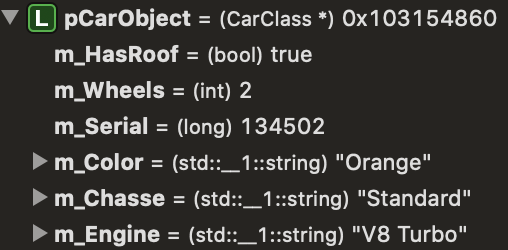 L pCarObject = (CarClass *) 0x103154860
m_HasRoof = (bool) true
m_Wheels = (int) 2
m_Serial = (long) 134502
m_Color = (std::__1::string) "Orange"
m_Chasse = (std::__1::string) "Standard"
m_Engine = (std::__1::string) "V8 Turbo"